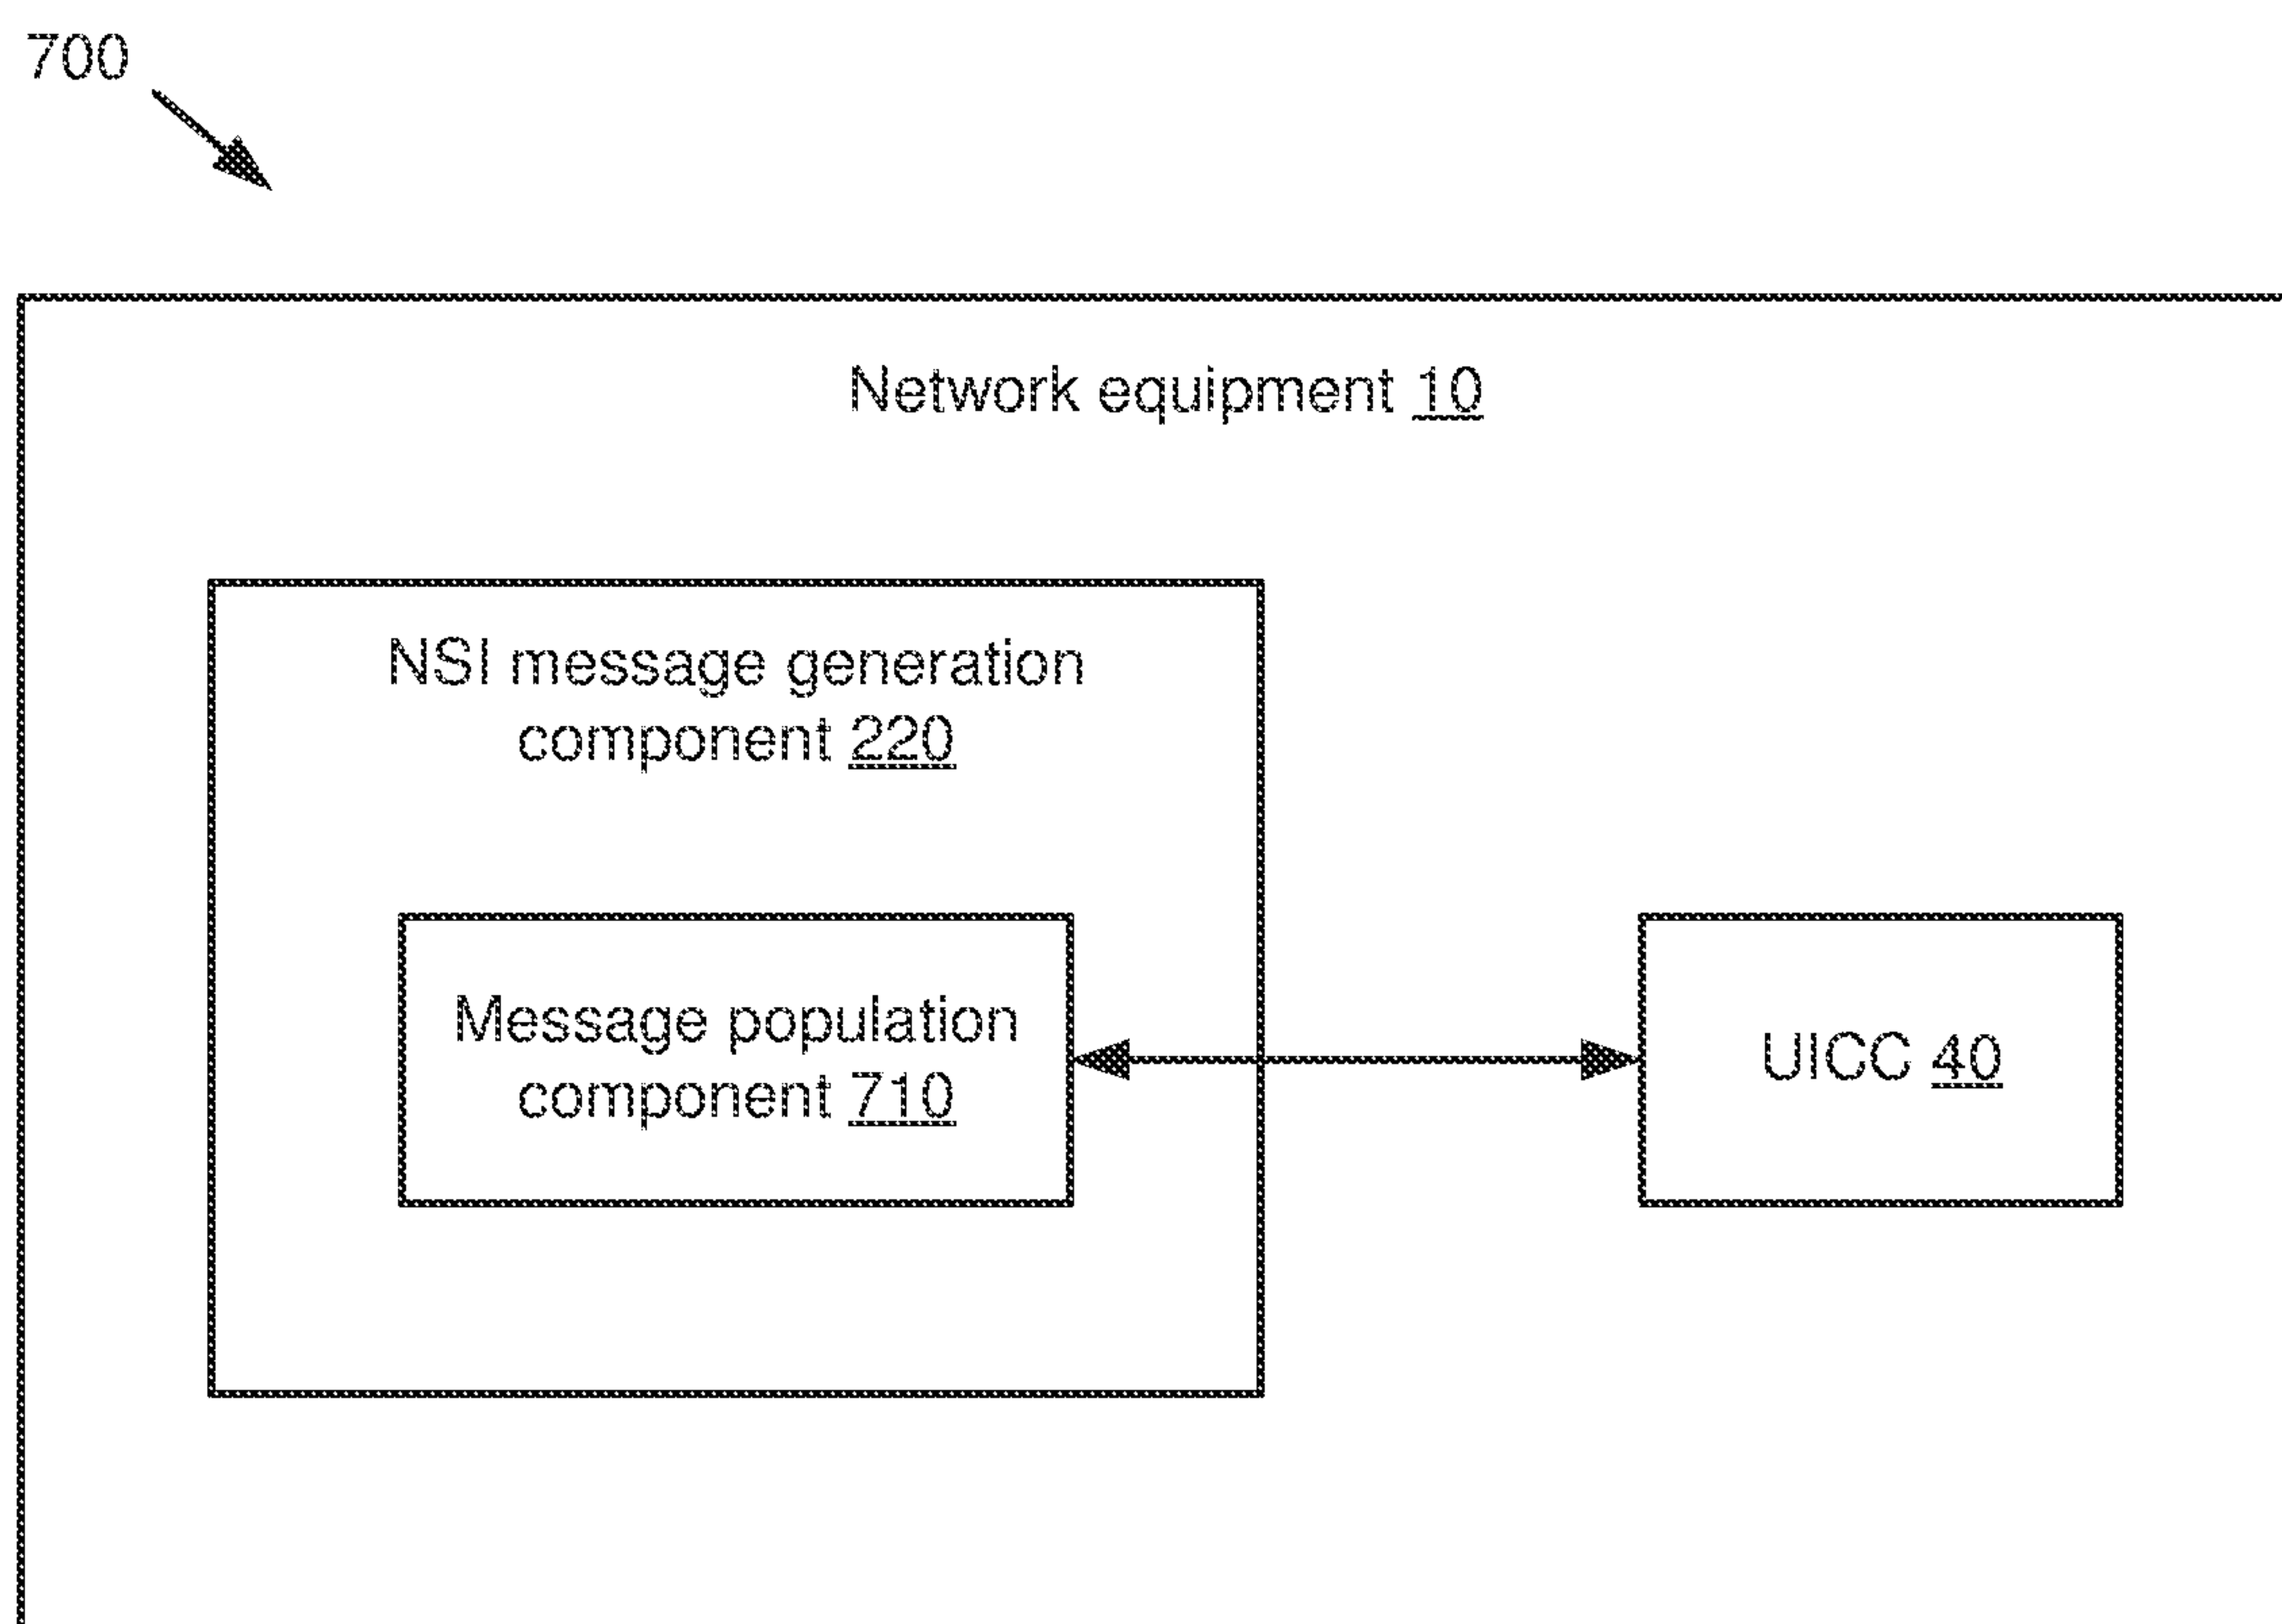 700
Network equipment 10
NSI message generation
component 220
Message population
component 710
UICC 40